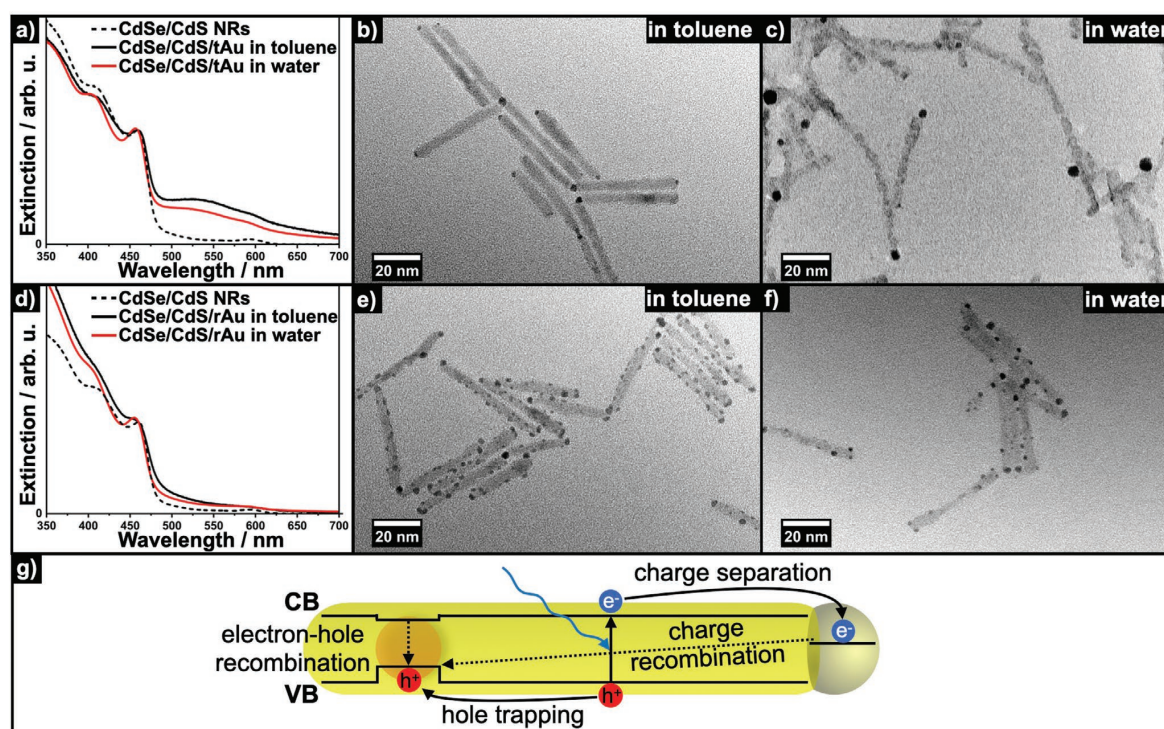 a)
CdSe/CdS NRs
CdSe/CdS/tAu in toluene
CdSe/CdS/tAu in water
Extinction / arb. u.
0
350 400 450 500 550 600 650 700
Wavelength / nm
b)
in toluene
20 nm
c)
in water
20 nm
d)
CdSe/CdS NRs
CdSe/CdS/rAu in toluene
CdSe/CdS/rAu in water
Extinction / arb. u.
0
350 400 450 500 550 600 650 700
Wavelength / nm
e)
in toluene
20 nm
f)
in water
20 nm
g)
CB
electron-hole
recombination
VB
h⁺
hole trapping
e⁻
h⁺
charge separation
charge
recombination
e⁻